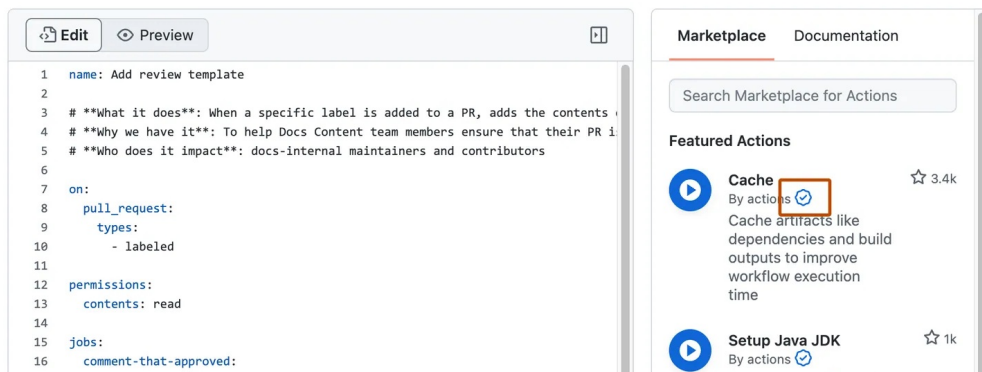 Edit Preview
1 name: Add review template
2
3 # **What it does**: When a specific label is added to a PR, adds the contents
4 # **Why we have it**: To help Docs Content team members ensure that their PR
5 # **Who does it impact**: docs-internal maintainers and contributors
6
7 on:
8 pull_request:
9 types:
10 - labeled
11
12 permissions:
13 contents: read
14
15 jobs:
16 comment-that-approved:
Marketplace Documentation
Search Marketplace for Actions
Featured Actions
Cache 3.4k
By actions
Cache artifacts like
dependencies and build
outputs to improve
workflow execution
time
Setup Java JDK 1k
By actions